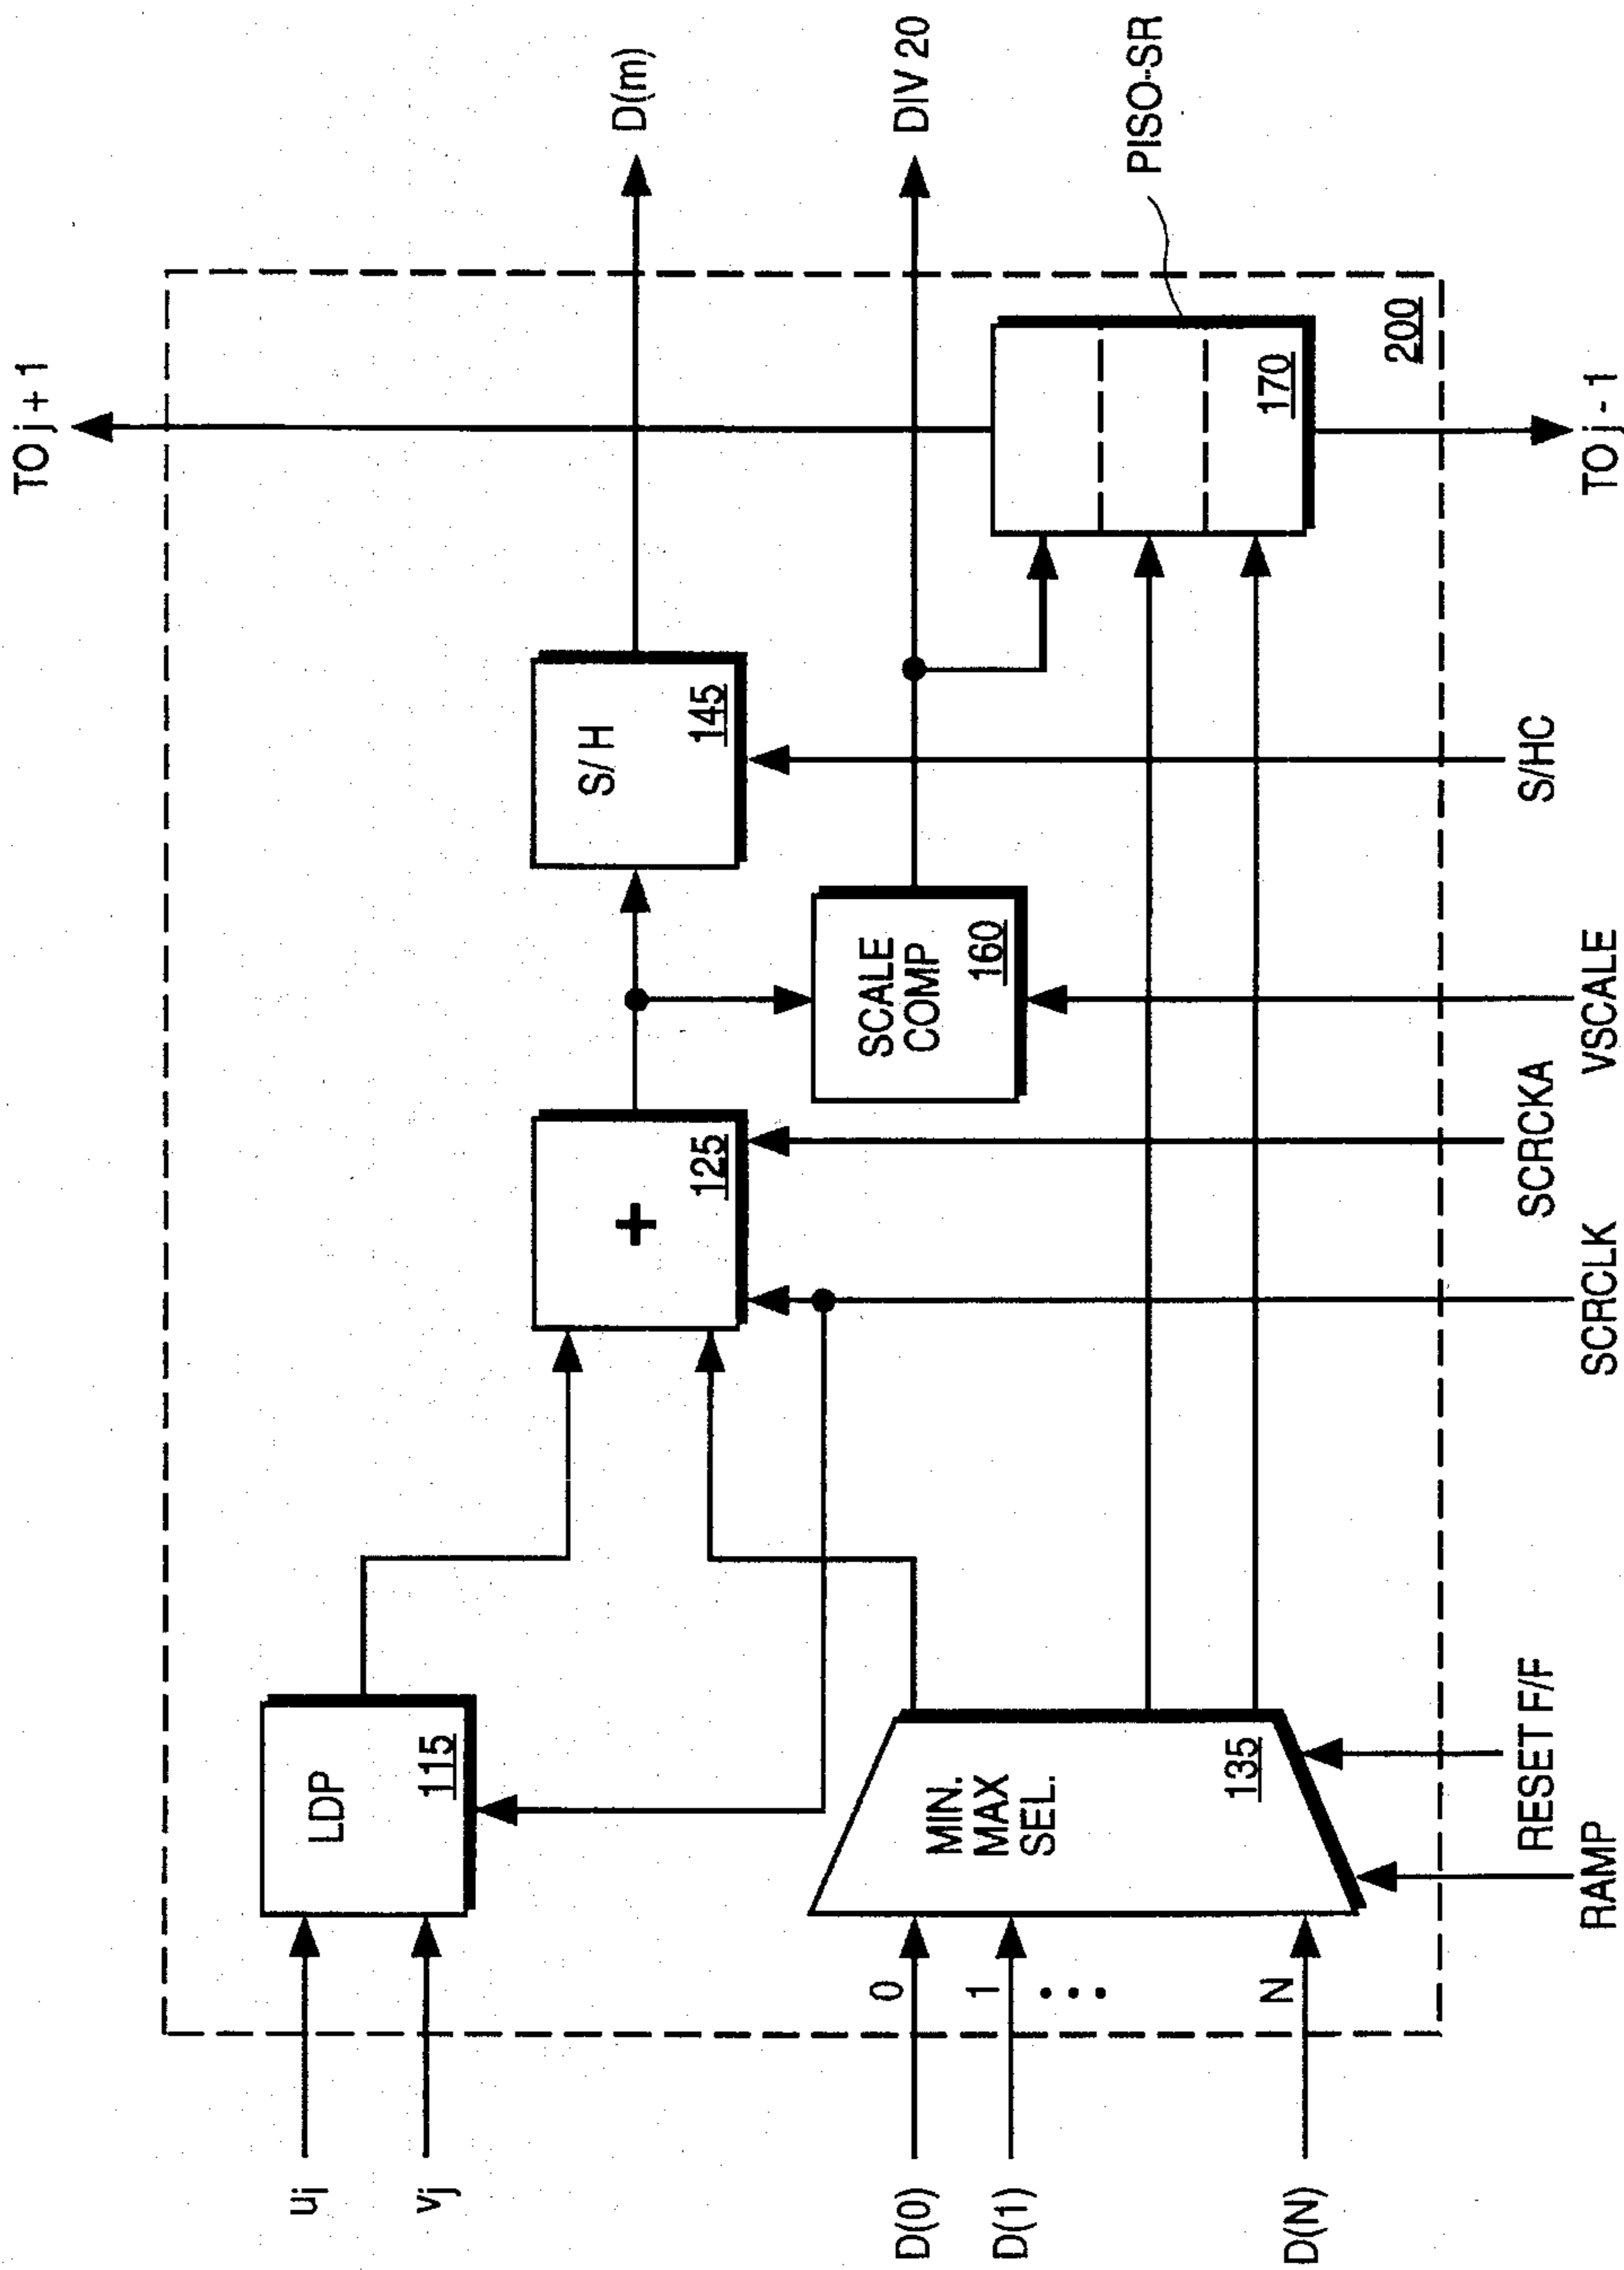 TO j + 1
D(m)
DIV 20
PISO-SR
u j
v j
LDP
115
+
125
S/ H
145
SCALE
COMP
160
170
200
D(0)
0
D(1)
1
D(N)
N
MIN.
MAX
SEL.
135
RAMP
RESET F/F
SCRCLK
SCRCKA
VSCALE
S/HC
TO j - 1